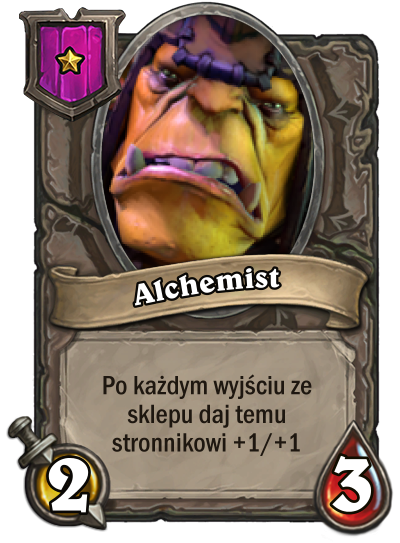 Alchemist
Po każdym wyjściu ze
sklepu daj temu
stronnikowi +1/+1
2
3